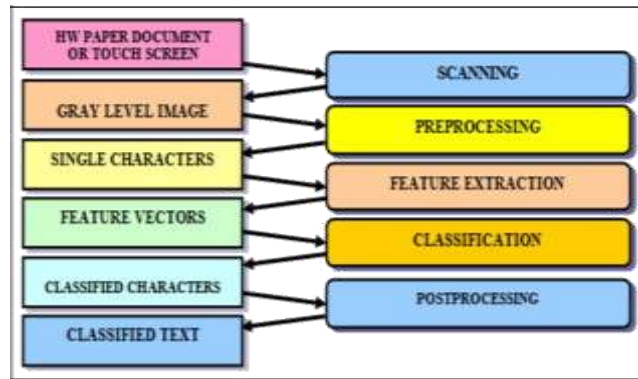 HW PAPER DOCUMENT
OR TOUCH SCREEN
SCANNING
GRAY LEVEL IMAGE
PREPROCESSING
SINGLE CHARACTERS
FEATURE EXTRACTION
FEATURE VECTORS
CLASSIFICATION
CLASSIFIED CHARACTERS
POSTPROCESSING
CLASSIFIED TEXT